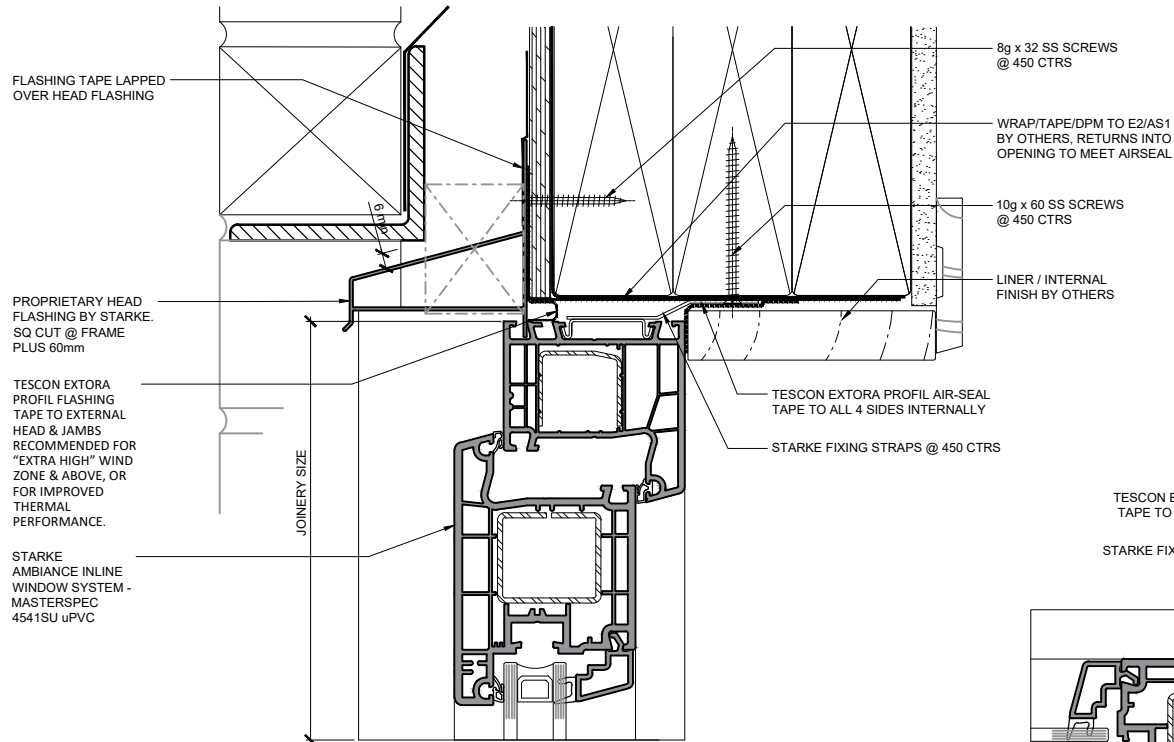 FLASHING TAPE LAPPED
OVER HEAD FLASHING
6 min
PROPRIETARY HEAD
FLASHING BY STARKE.
SQ CUT @ FRAME
PLUS 60mm
TESCON EXTORA
PROFIL FLASHING
TAPE TO EXTERNAL
HEAD & JAMBS
RECOMMENDED FOR
"EXTRA HIGH" WIND
ZONE & ABOVE, OR
FOR IMPROVED
THERMAL
PERFORMANCE.
STARKE
AMBIANCE INLINE
WINDOW SYSTEM -
MASTERSPEC
4541SU uPVC
JOINERY SIZE
8g x 32 SS SCREWS
@ 450 CTRS
WRAP/TAPE/DPM TO E2/AS1
BY OTHERS, RETURNS INTO
OPENING TO MEET AIRSEAL
10g x 60 SS SCREWS
@ 450 CTRS
LINER / INTERNAL
FINISH BY OTHERS
TESCON EXTORA PROFIL AIR-SEAL
TAPE TO ALL 4 SIDES INTERNALLY
STARKE FIXING STRAPS @ 450 CTRS
TESCON
TAPE TO
STARKE